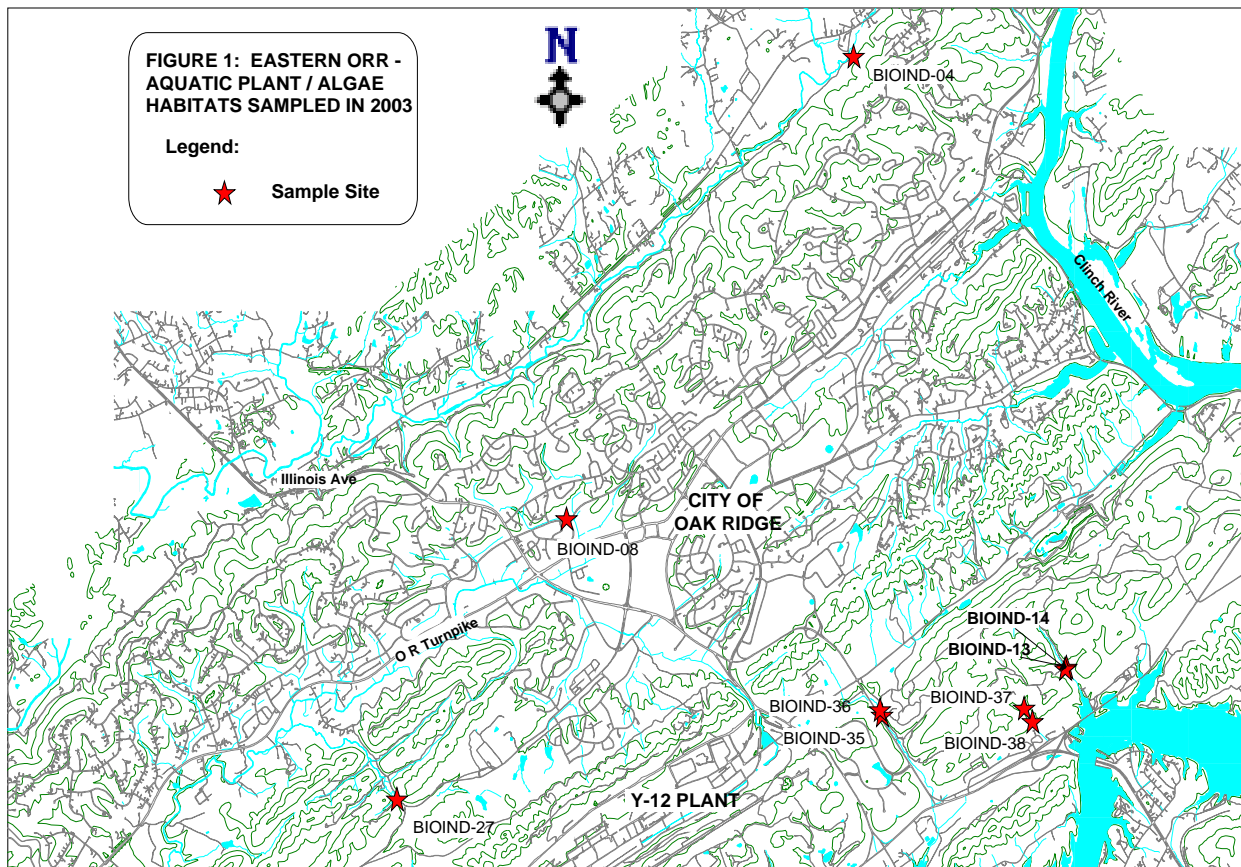 FIGURE 1: EASTERN ORR -
AQUATIC PLANT / ALGAE
HABITATS SAMPLED IN 2003
Legend:
Sample Site
N
BIOIND-04
Clinch River
Illinois Ave
CITY OF
OAK RIDGE
BIOIND-08
O R Turnpike
BIOIND-14
BIOIND-13
BIOIND-37
BIOIND-36
BIOIND-35
BIOIND-38
Y-12 PLANT
BIOIND-27